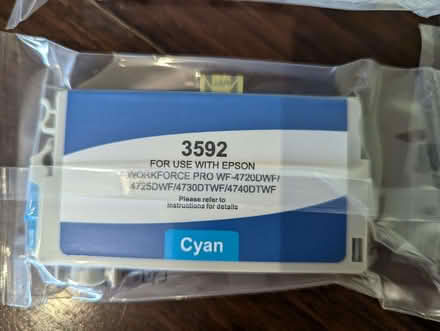 3592
FOR USE WITH EPSON
WORKFORCE PRO WF-4720DWF/
4725DWF/4730DTWF/4740DTWF
Please refer to
instructions for details
Cyan